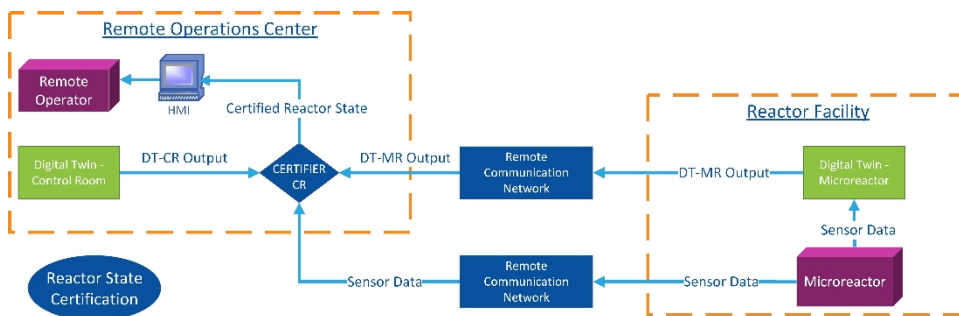 Remote Operations Center
Remote
Operator
HMI
Certified Reactor State
Digital Twin -
Control Room
DT-CR Output
CERTIFIER
CR
DT-MR Output
Remote
Communication
Network
Reactor Facility
DT-MR Output
Digital Twin -
Microreactor
Sensor Data
Reactor State
Certification
Sensor Data
Remote
Communication
Network
Sensor Data
Microreactor